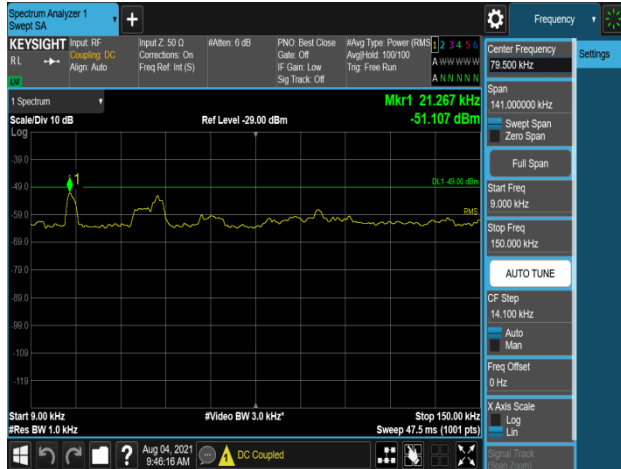 Spectrum Analyzer 1
Swept SA
+
Frequency
KEYSIGHT Input: RF
RL
Coupling: DC
Align: Auto
Input Z: 50 Ω
Corrections: On
Freq Ref: Int (S)
#Atten: 6 dB
PNO: Best Close
Gate: Off
IF Gain: Low
Sig Track: Off
#Avg Type: Power (RMS
Avg|Hold: 100/100
Trig: Free Run
1 2 3 4 5 6
A W W W W W
A N N N N N
LXI
1 Spectrum
Scale/Div 10 dB
Ref Level -29.00 dBm
Mkr1 21.267 kHz
-51.107 dBm
Log
-39.0
-49.0
-59.0
-69.0
-79.0
-89.0
-99.0
-109
-119
1
DL1 -49.00 dBm
RMS
Start 9.00 kHz
#Res BW 1.0 kHz
#Video BW 3.0 kHz*
Stop 150.00 kHz
Sweep 47.5 ms (1001 pts)
Center Frequency
79.500 kHz
Settings
Span
141.000000 kHz
Swept Span
Zero Span
Full Span
Start Freq
9.000 kHz
Stop Freq
150.000 kHz
AUTO TUNE
CF Step
14.100 kHz
Auto
Man
Freq Offset
0 Hz
X Axis Scale
Log
Lin
Signal Track
(Span Zoom)
?
Aug 04, 2021
9:46:16 AM
DC Coupled